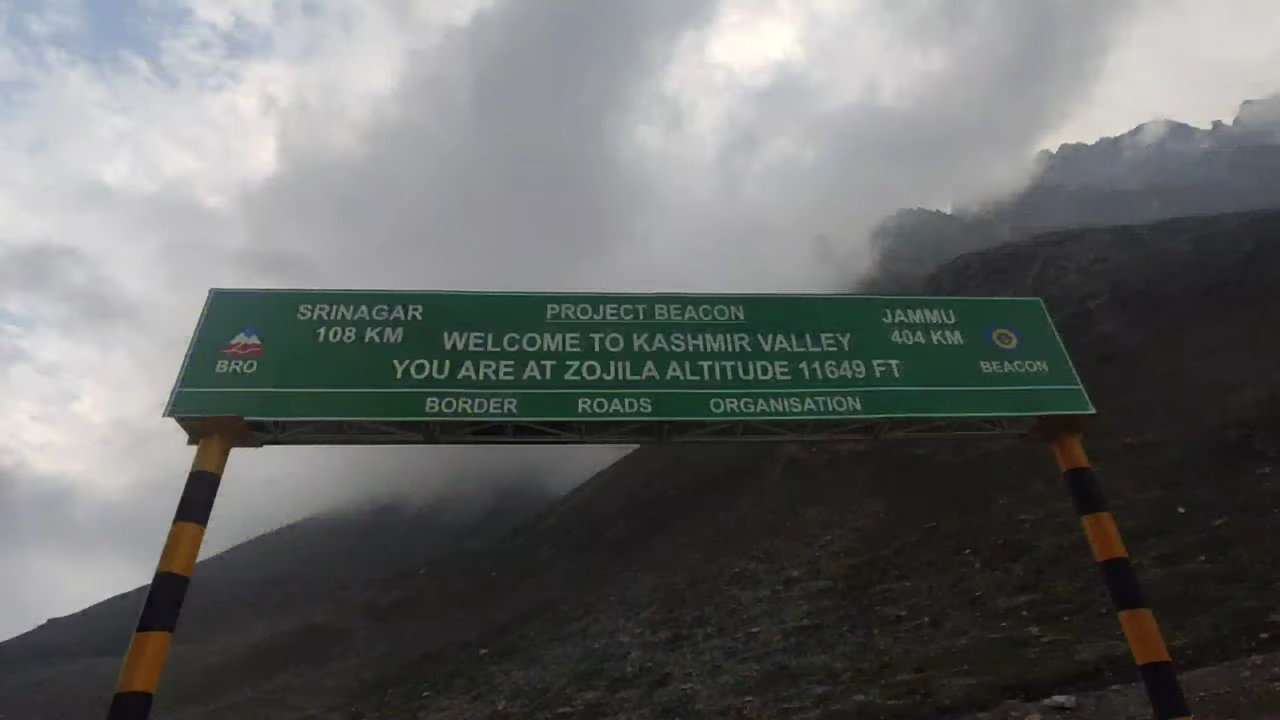 SRINAGAR PROJECT BEACON JAMMU
108 KM WELCOME TO KASHMIR VALLEY 404 KM
BRO YOU ARE AT ZOJILA ALTITUDE 11649 FT BEACON
BORDER ROADS ORGANISATION